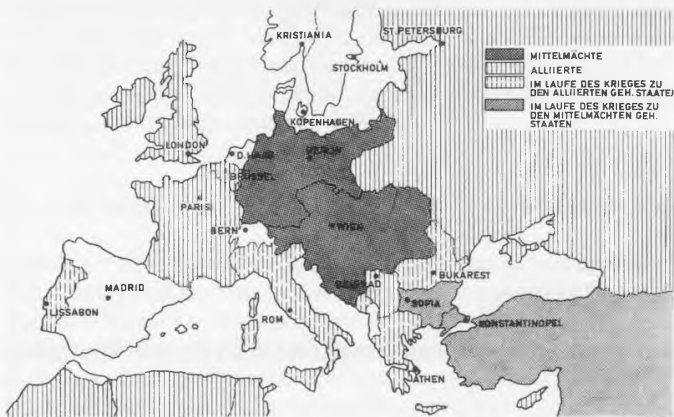 KRISTIANIA
ST. PETERSBURG
STOCKHOLM
KOPENHAGEN
LONDON
D. HAAG
BERLIN
BRÜSSEL
PARIS
BERN
WIEN
BELGRAD
BUKAREST
MADRID
LISSABON
ROM
SOFIA
KONSTANTINOPEL
ATHEN
MITTELMÄCHTE
ALLIIERTE
IM LAUFE DES KRIEGES ZU
DEN ALLIIERTEN GEH. STAATEN
IM LAUFE DES KRIEGES ZU
DEN MITTELMÄCHTEN GEH.
STAATEN